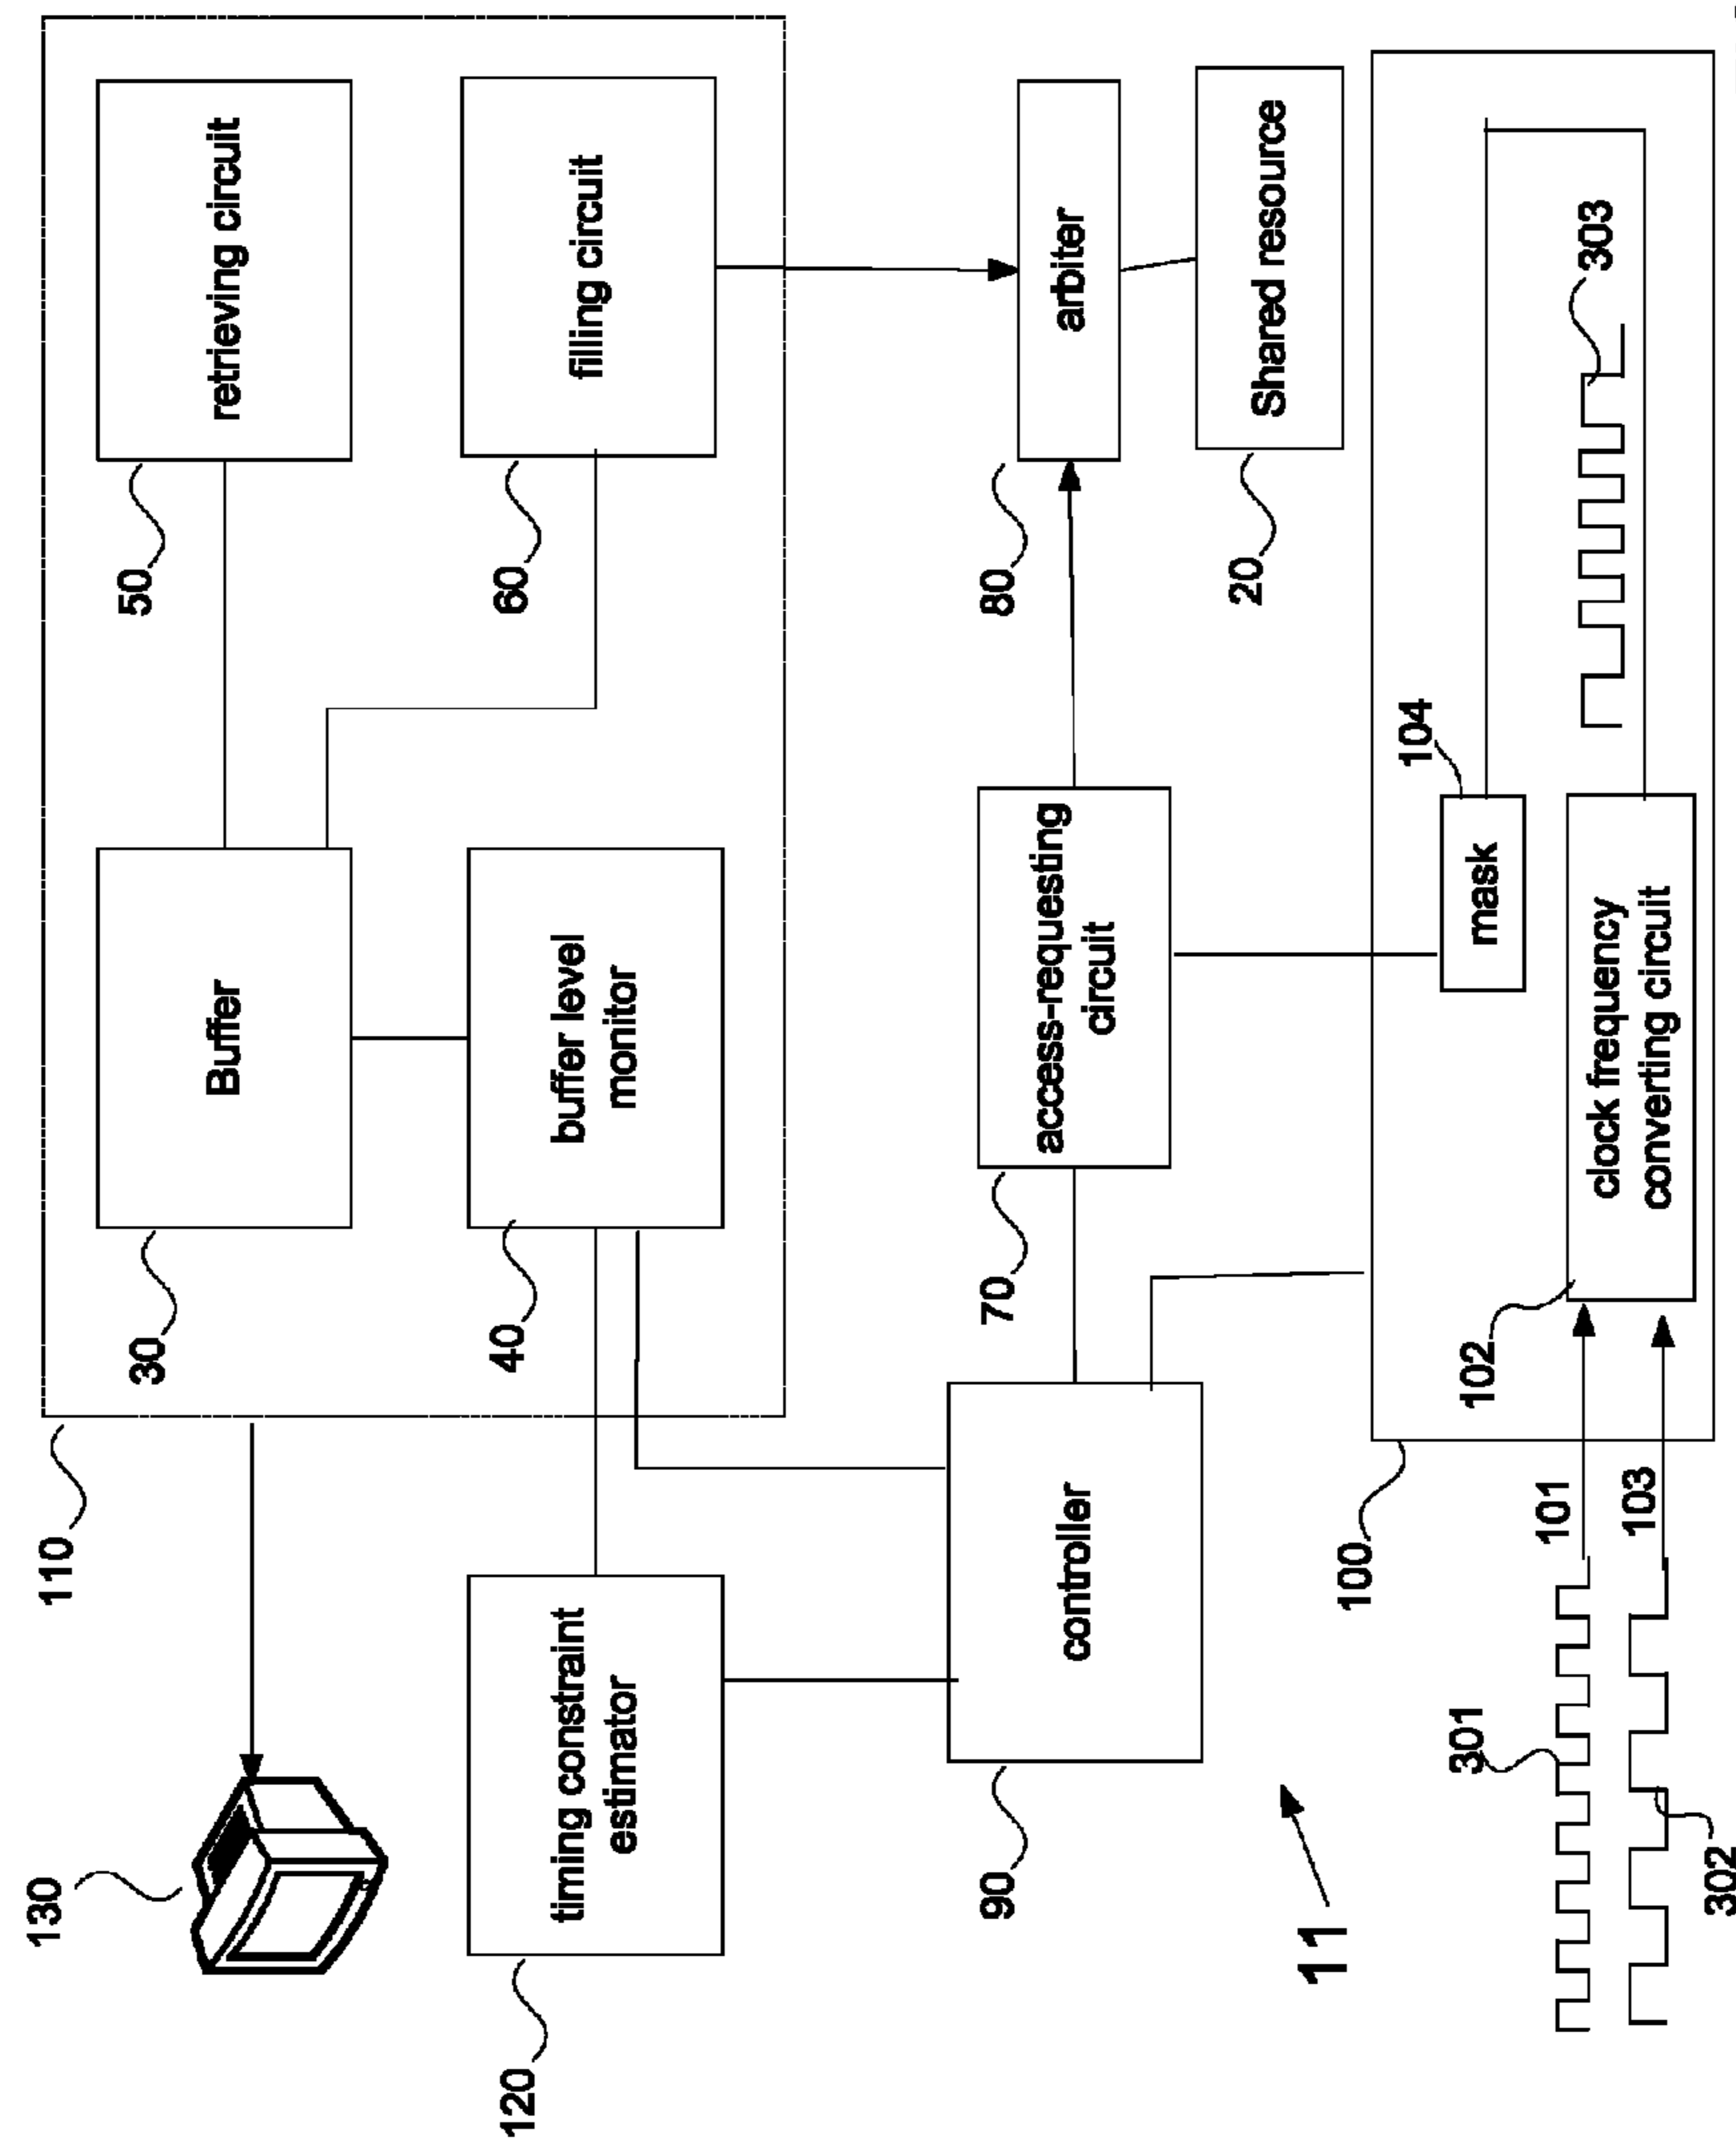 130
110
30
Buffer
50
retrieving circuit
120
timing constraint
estimator
40
buffer level
monitor
60
filling circuit
90
controller
70
access-requesting
circuit
80
arbiter
20
Shared resource
11
100
104
mask
303
102
clock frequency
converting circuit
301
101
302
103